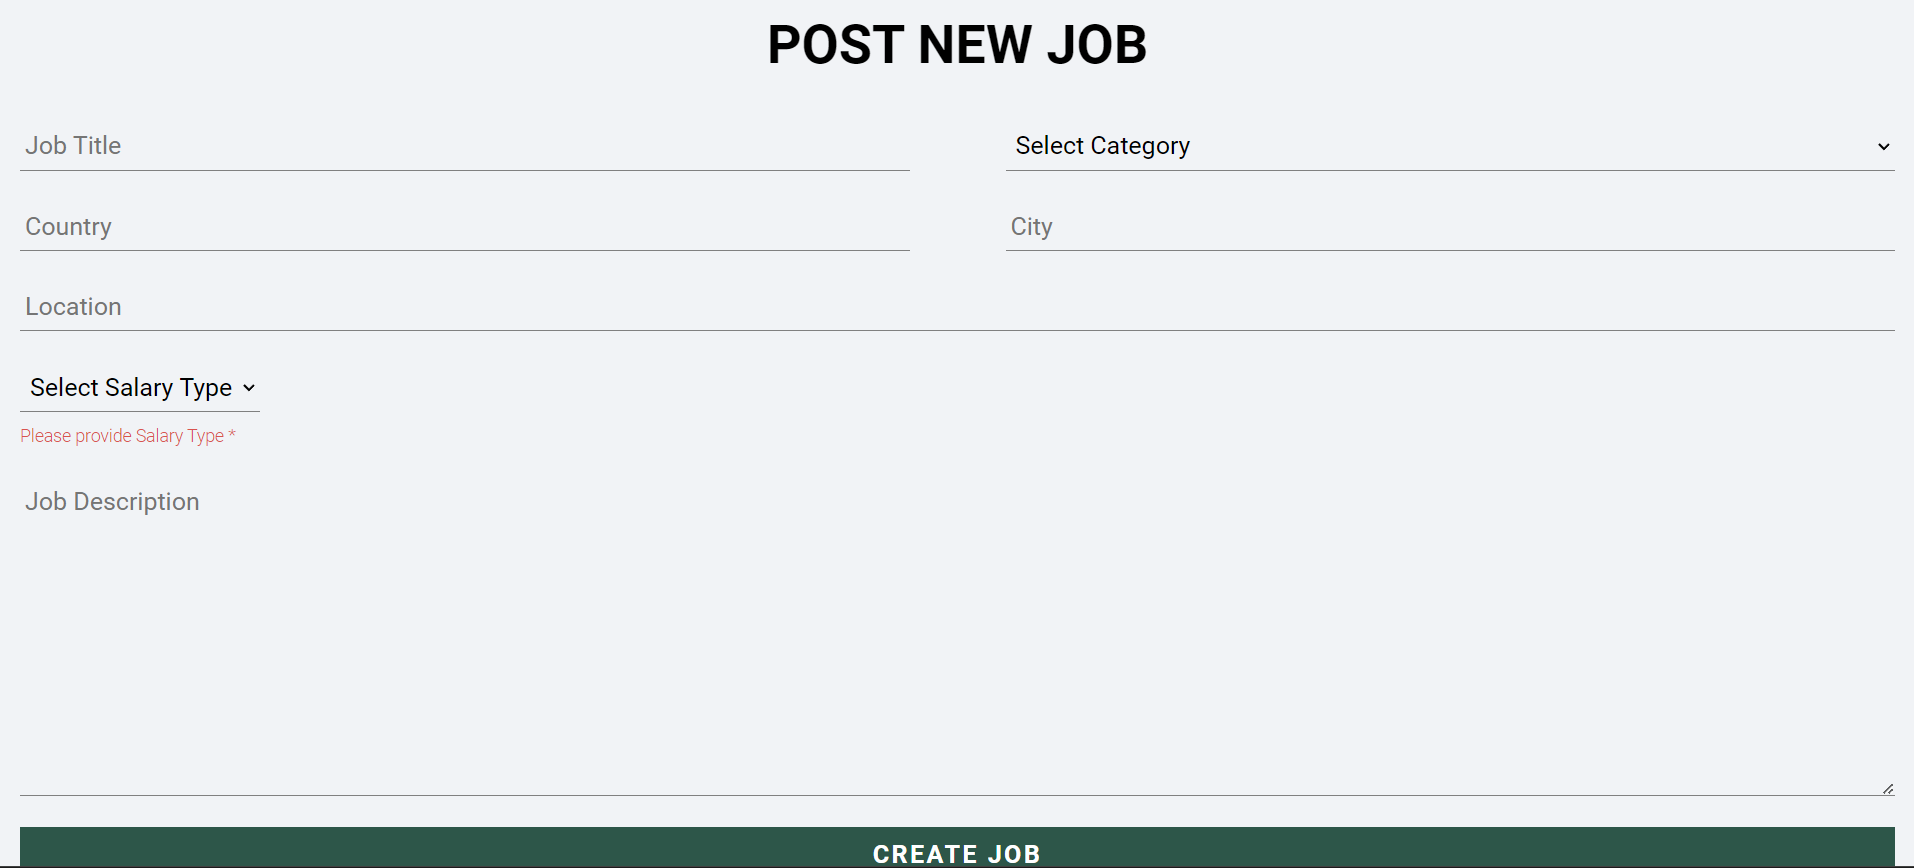 POST NEW JOB
Job Title
Select Category
Country
City
Location
Select Salary Type
Please provide Salary Type *
Job Description
CREATE JOB